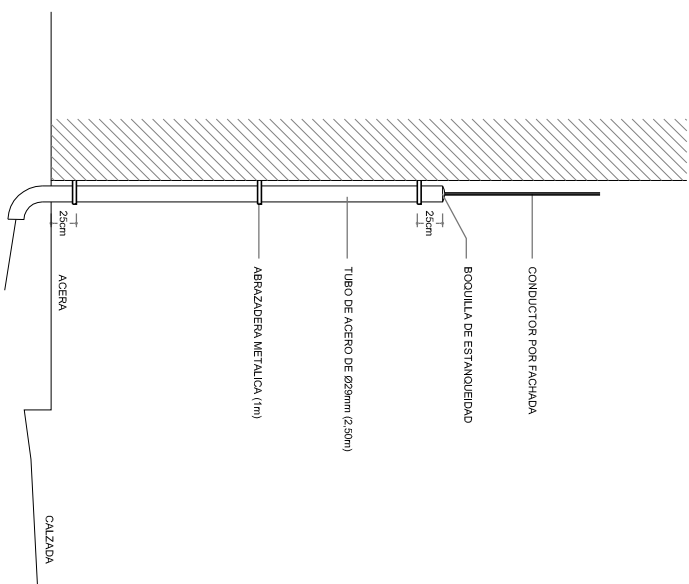 CONDUCTOR POR FACHADA
BOQUILLA DE ESTANQUEIDAD
25cm
TUBO DE ACERO DE Ø29mm (2,50m)
ABRAZADERA METALICA (1m)
25cm
ACERA
CALZADA